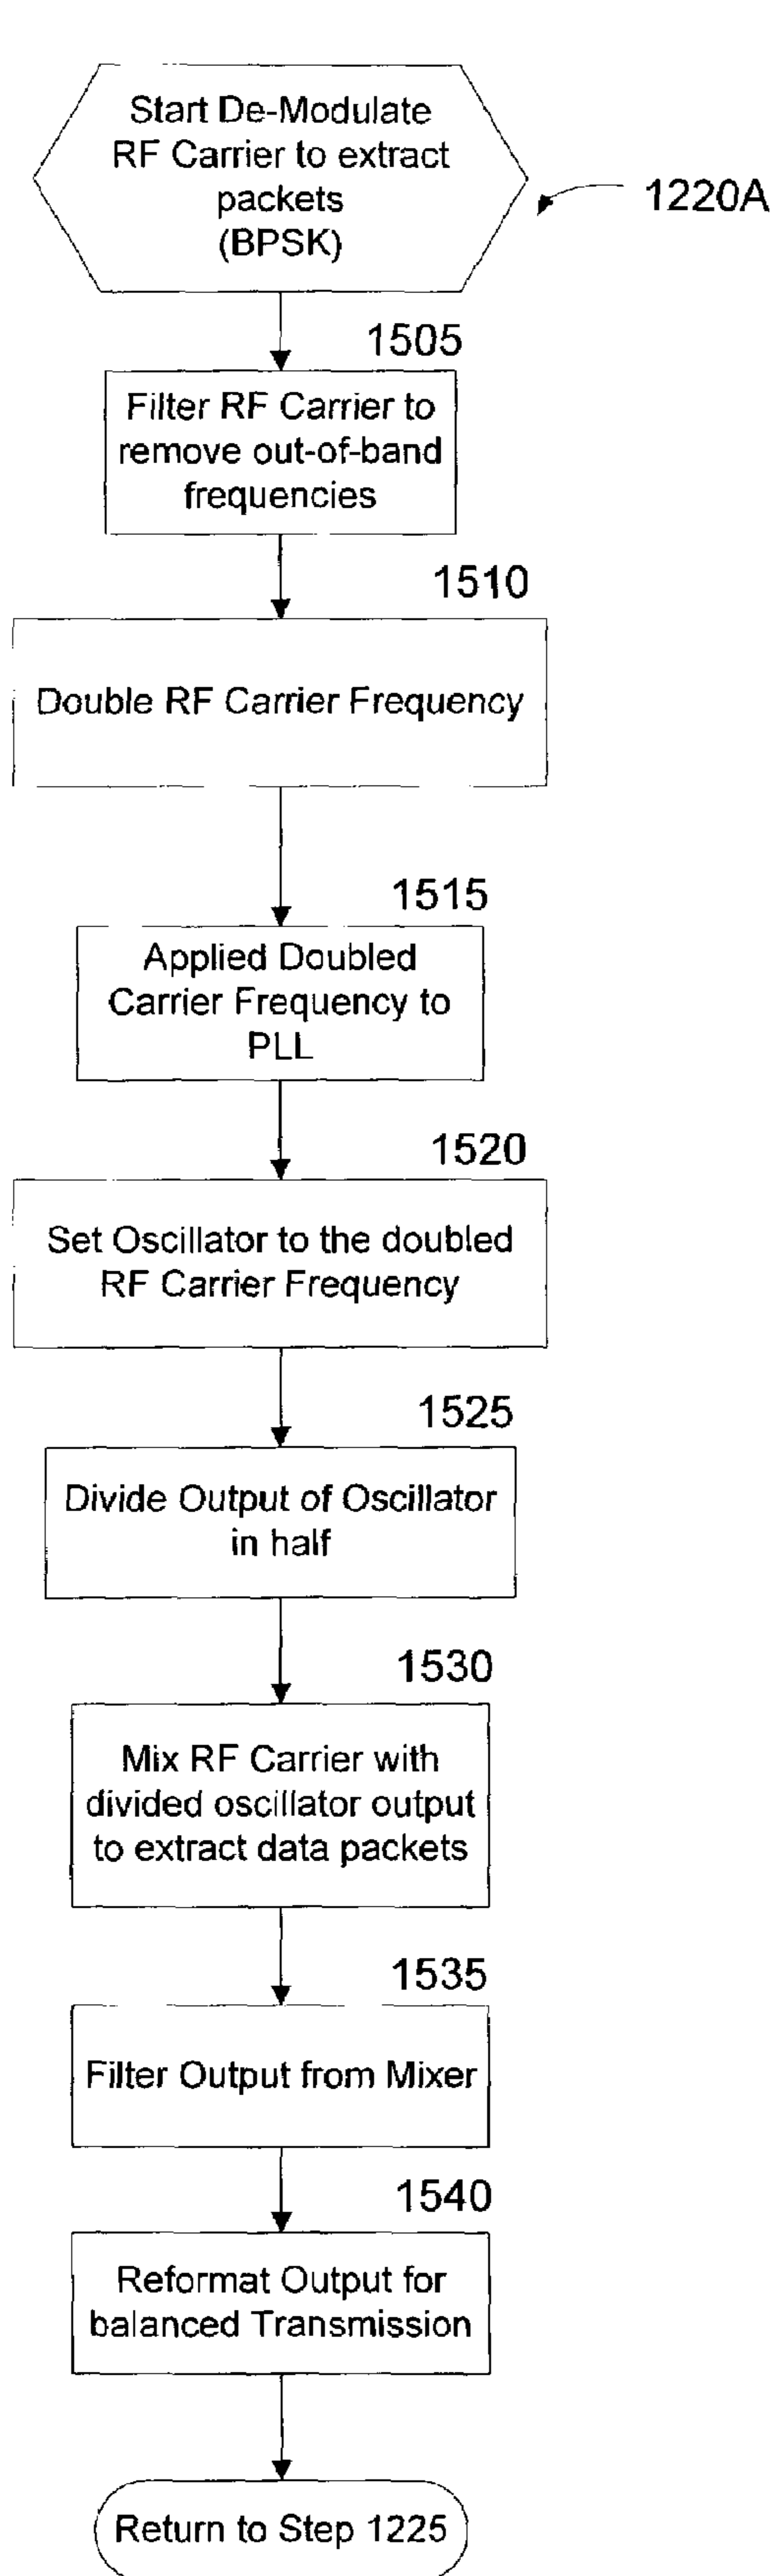 Start De-Modulate
RF Carrier to extract
packets
(BPSK)
1220A
1505
Filter RF Carrier to
remove out-of-band
frequencies
1510
Double RF Carrier Frequency
1515
Applied Doubled
Carrier Frequency to
PLL
1520
Set Oscillator to the doubled
RF Carrier Frequency
1525
Divide Output of Oscillator
in half
1530
Mix RF Carrier with
divided oscillator output
to extract data packets
1535
Filter Output from Mixer
1540
Reformat Output for
balanced Transmission
Return to Step 1225